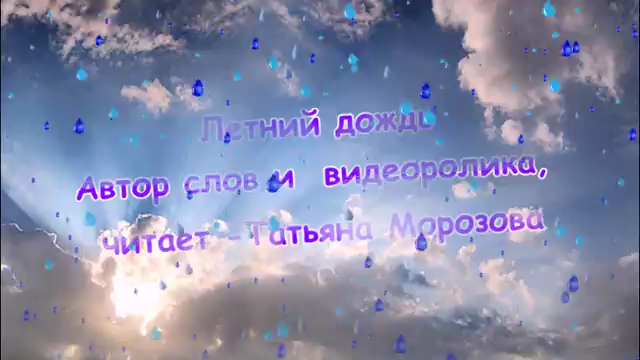 Летний дождь
Автор слов и видеоролика,
читает - Татьяна Морозова